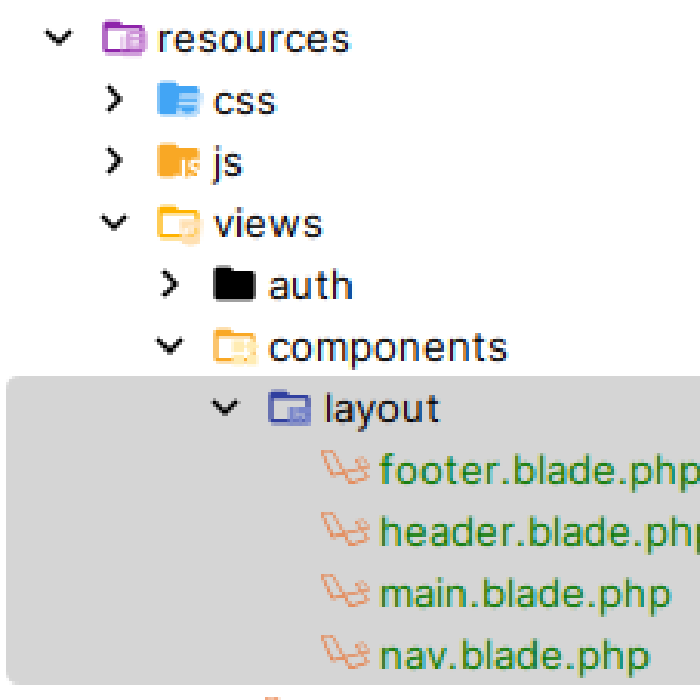 resources
css
js
views
auth
components
layout
footer.blade.php
header.blade.php
main.blade.php
nav.blade.php